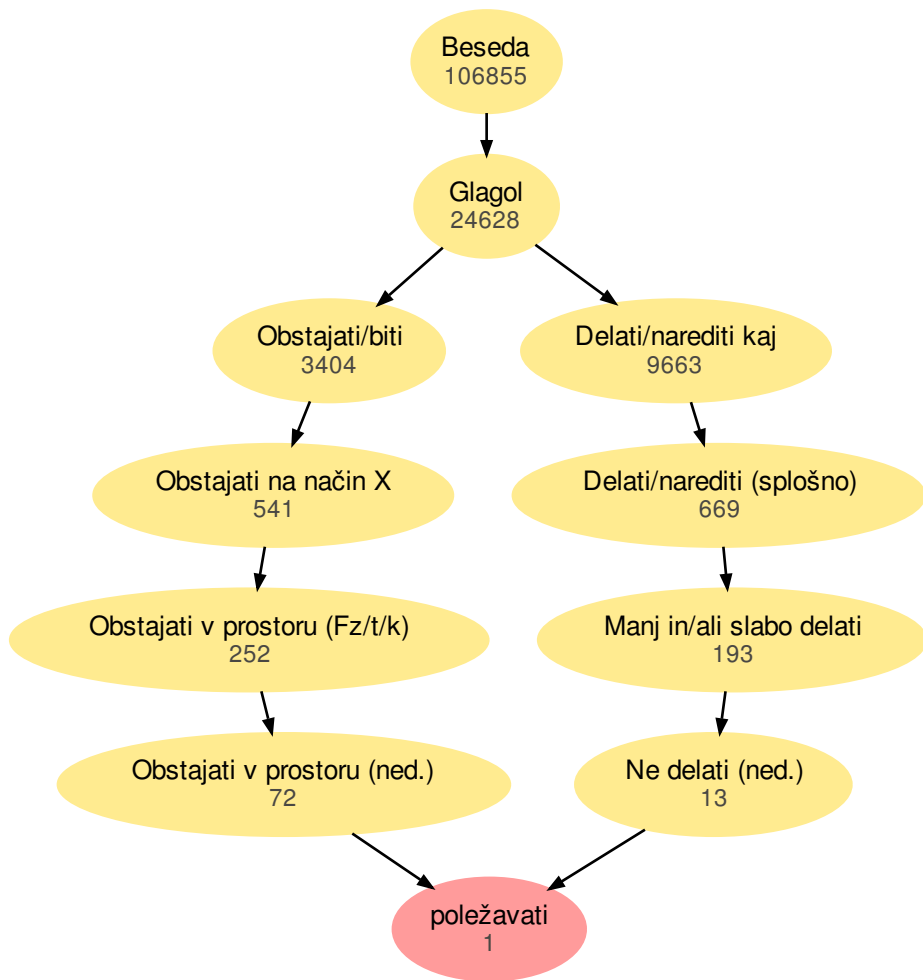 Beseda
106855
Glagol
24628
Obstajati/biti
3404
Delati/narediti kaj
9663
Obstajati na način X
541
Delati/narediti (splošno)
669
Obstajati v prostoru (Fz/t/k)
252
Manj in/ali slabo delati
193
Obstajati v prostoru (ned.)
72
Ne delati (ned.)
13
poležavati
1